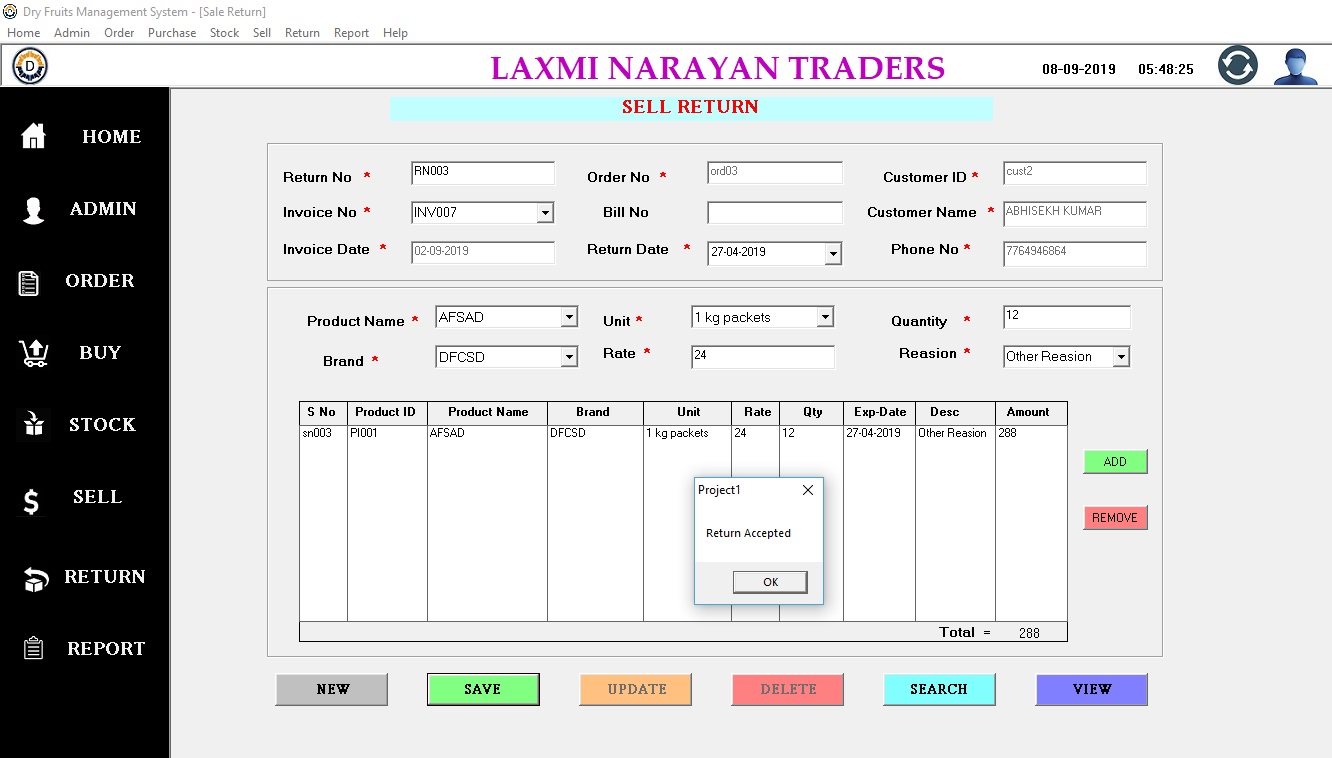 Dry Fruits Management System - [Sale Return]
Home Admin Order Purchase Stock Sell Return Report Help
D LAXMI NARAYAN TRADERS 08-09-2019 05:48:25
SELL RETURN
HOME
ADMIN
ORDER
BUY
STOCK
SELL
RETURN
REPORT
Return No * RN003 Order No * ord03 Customer ID * cust2
Invoice No * INV007 Bill No Customer Name * ABHISEKH KUMAR
Invoice Date * 02-09-2019 Return Date * 27-04-2019 Phone No * 7764946864
Product Name * AFSAD Unit * 1 kg packets Quantity * 12
Brand * DFCSD Rate * 24 Reasion * Other Reasion
S No Product ID Product Name Brand Unit Rate Qty Exp-Date Desc Amount
sn003 PI001 AFSAD DFCSD 1 kg packets 24 12 27-04-2019 Other Reasion 288
ADD
REMOVE
Project1
Return Accepted
OK
Total = 288
NEW SAVE UPDATE DELETE SEARCH VIEW